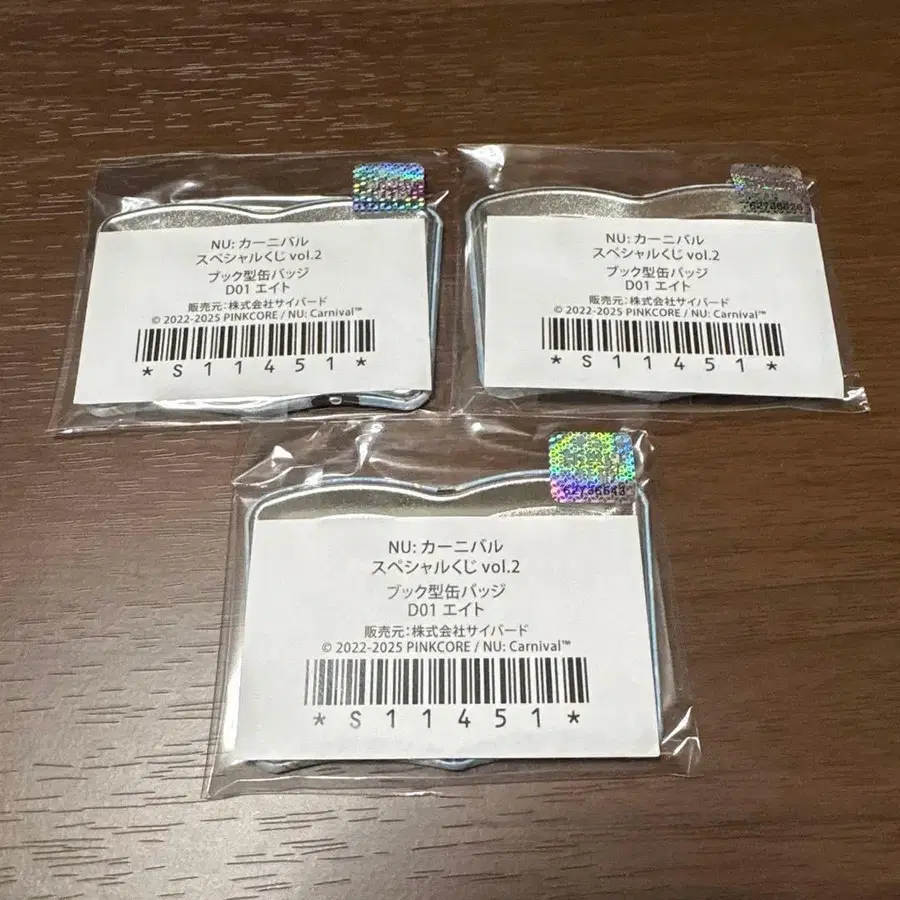 NU: カーニバル
スペシャルくじ vol.2
ブック型缶バッジ
D01 エイト
販売元：株式会社サイバード
© 2022-2025 PINKCORE / NU: Carnival™
*S11451*
62736626
NU: カーニバル
スペシャルくじ vol.2
ブック型缶バッジ
D01 エイト
販売元：株式会社サイバード
© 2022-2025 PINKCORE / NU: Carnival™
*S11451*
62736643
NU: カーニバル
スペシャルくじ vol.2
ブック型缶バッジ
D01 エイト
販売元：株式会社サイバード
© 2022-2025 PINKCORE / NU: Carnival™
*S11451*